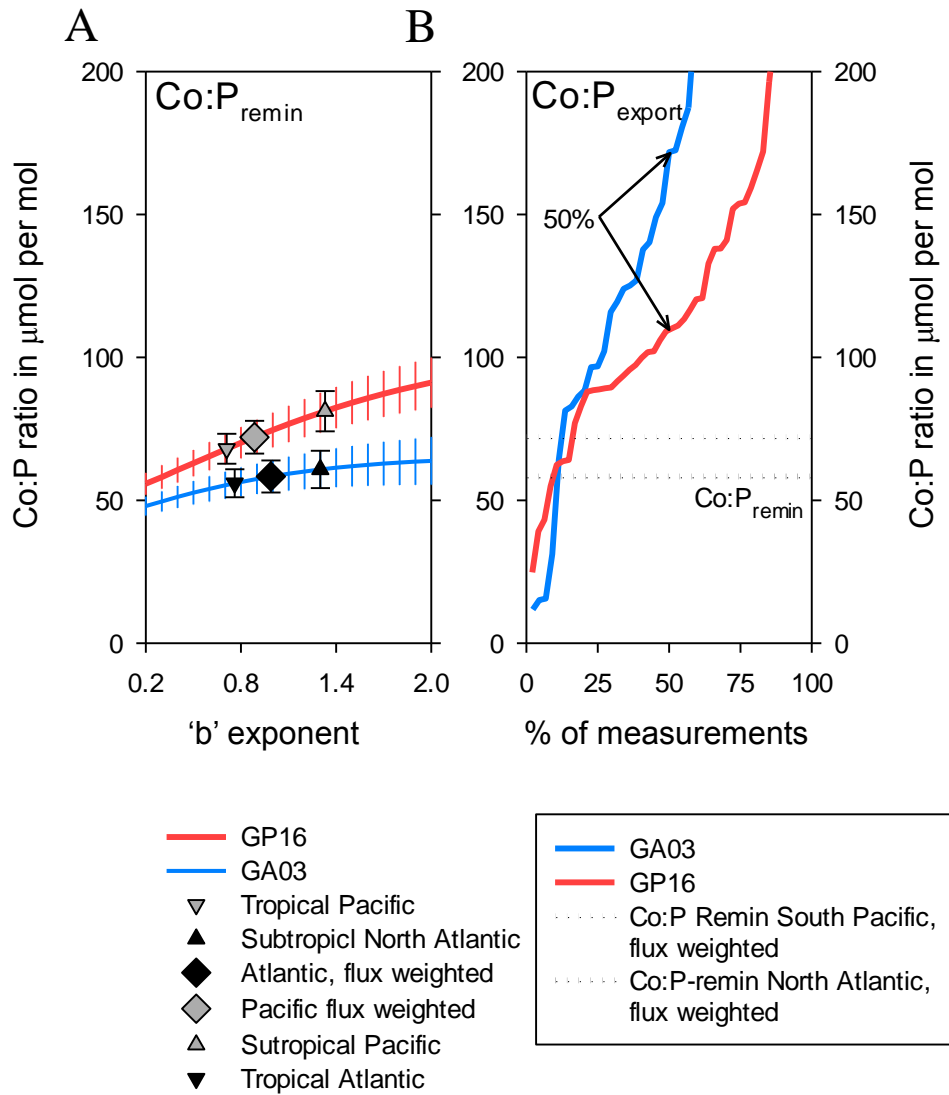 A
B
Co:Premin
Co:Pexport
200
150
100
50
0
Co:P ratio in μmol per mol
0.2 0.8 1.4 2.0
'b' exponent
200
150
100
50
0
50%
Co:Premin
0 25 50 75 100
% of measurements
200
150
100
50
0
Co:P ratio in μmol per mol
GP16
GA03
Tropical Pacific
Subtropicl North Atlantic
Atlantic, flux weighted
Pacific flux weighted
Sutropical Pacific
Tropical Atlantic
GA03
GP16
Co:P Remin South Pacific,
flux weighted
Co:P-remin North Atlantic,
flux weighted